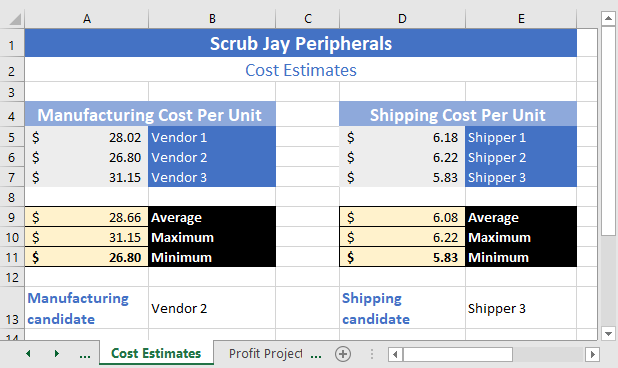 A B C D E
1 Scrub Jay Peripherals
2 Cost Estimates
3
4 Manufacturing Cost Per Unit Shipping Cost Per Unit
5 $ 28.02 Vendor 1 $ 6.18 Shipper 1
6 $ 26.80 Vendor 2 $ 6.22 Shipper 2
7 $ 31.15 Vendor 3 $ 5.83 Shipper 3
8
9 $ 28.66 Average $ 6.08 Average
10 $ 31.15 Maximum $ 6.22 Maximum
11 $ 26.80 Minimum $ 5.83 Minimum
12
Manufacturing Shipping
13 candidate Vendor 2 candidate Shipper 3
14
... Cost Estimates Profit Project ...